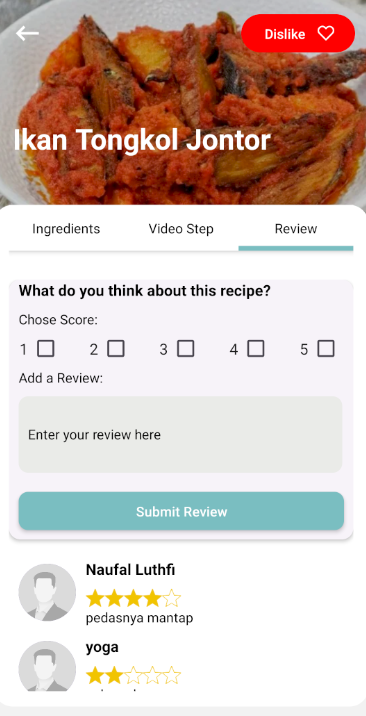 Dislike
Ikan Tongkol Jontor
Ingredients Video Step Review
What do you think about this recipe?
Chose Score:
1 2 3 4 5
Add a Review:
Enter your review here
Submit Review
Naufal Luthfi
pedasnya mantap
yoga